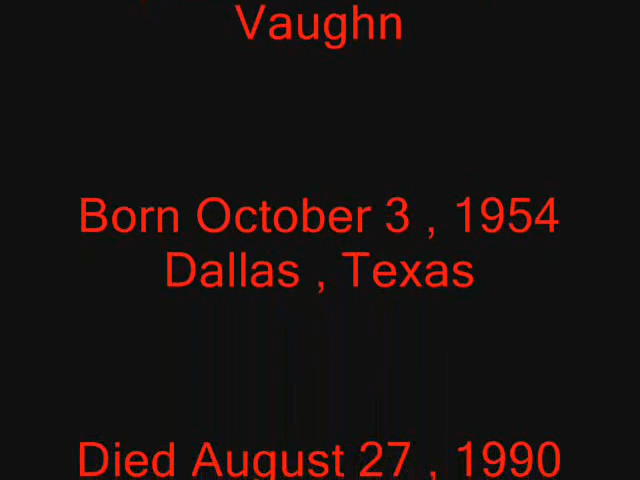 Vaughn
Born October 3 , 1954
Dallas , Texas
Died August 27 , 1990